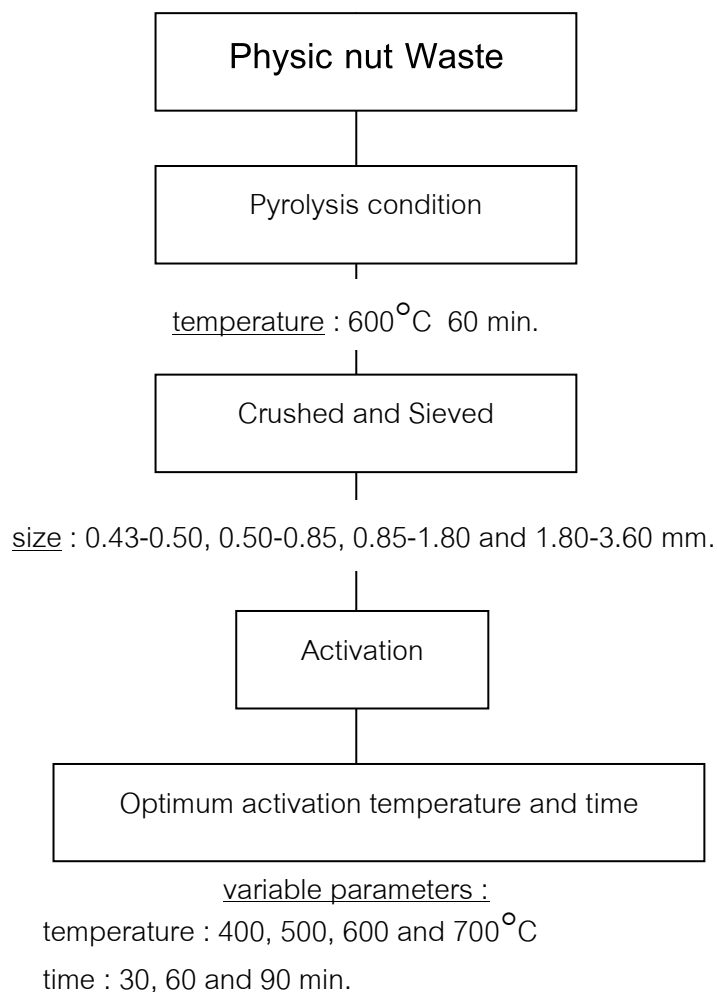 Physic nut Waste
Pyrolysis condition
temperature : 600°C 60 min.
Crushed and Sieved
size : 0.43-0.50, 0.50-0.85, 0.85-1.80 and 1.80-3.60 mm.
Activation
Optimum activation temperature and time
variable parameters :
temperature : 400, 500, 600 and 700°C
time : 30, 60 and 90 min.